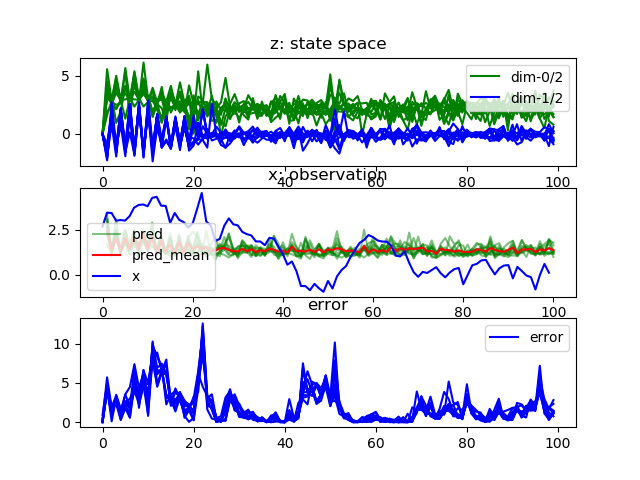 z: state space
5
0
dim-0/2
dim-1/2
0 20 40 60 80 100
x: observation
2.5
0.0
pred
pred_mean
x
0 20 40 60 80 100
error
10
5
0
error
0 20 40 60 80 100